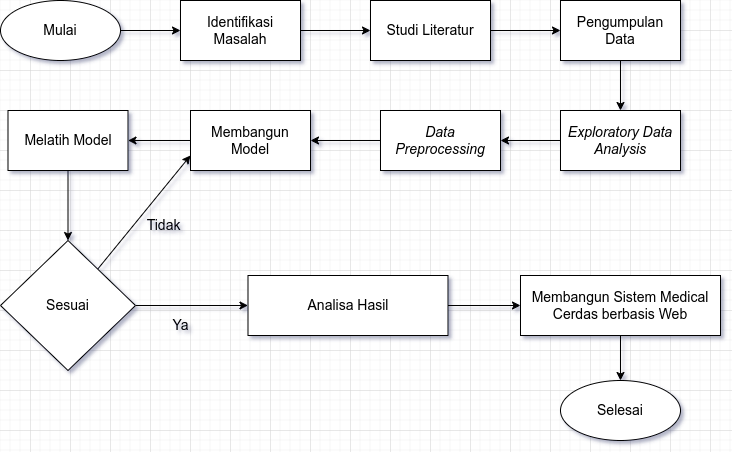 Mulai
Identifikasi
Masalah
Studi Literatur
Pengumpulan
Data
Exploratory Data
Analysis
Data
Preprocessing
Membangun
Model
Melatih Model
Sesuai
Tidak
Ya
Analisa Hasil
Membangun Sistem Medical
Cerdas berbasis Web
Selesai